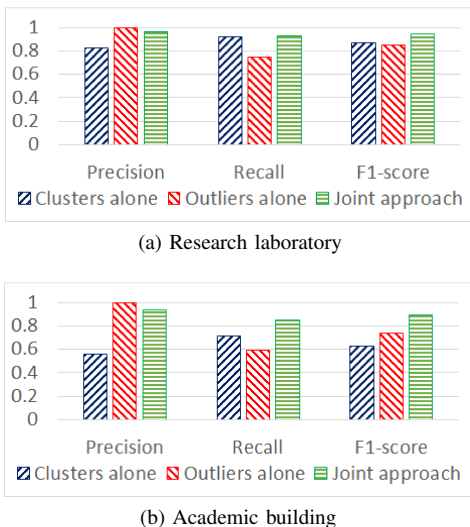 1
0.8
0.6
0.4
0.2
0
Precision Recall F1-score
Clusters alone Outliers alone Joint approach
(a) Research laboratory
1
0.8
0.6
0.4
0.2
0
Precision Recall F1-score
Clusters alone Outliers alone Joint approach
(b) Academic building